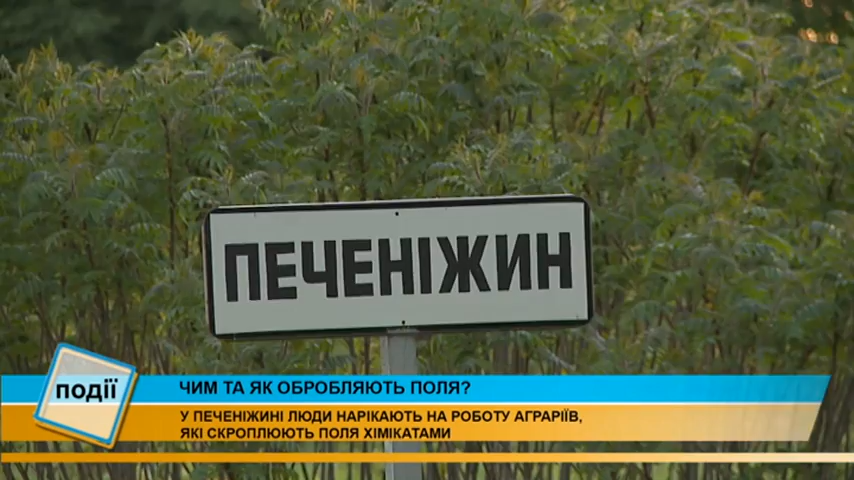 ПЕЧЕНІЖИН
події
ЧИМ ТА ЯК ОБРОБЛЯЮТЬ ПОЛЯ?
У ПЕЧЕНІЖИНІ ЛЮДИ НАРІКАЮТЬ НА РОБОТУ АГРАРІЇВ,
ЯКІ СКРОПЛЮЮТЬ ПОЛЯ ХІМІКАТАМИ